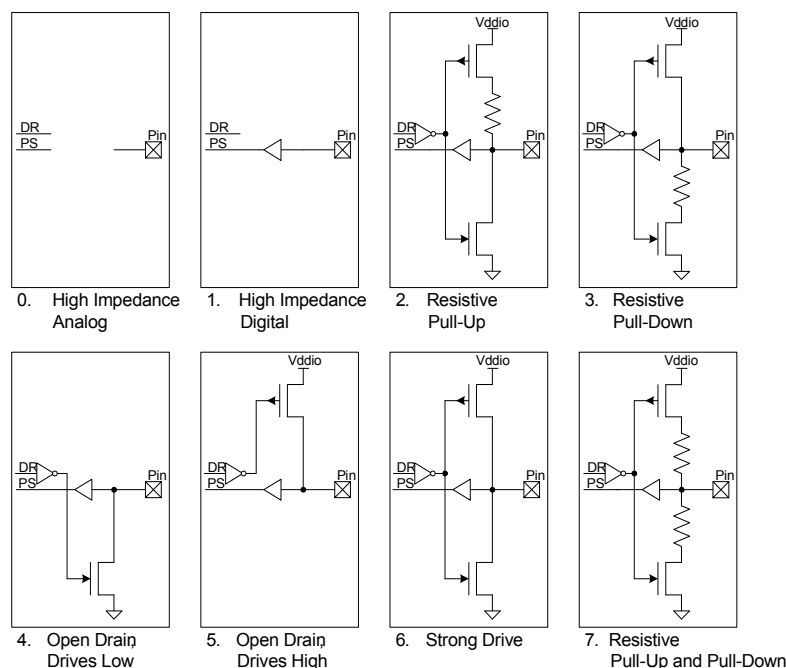 Vddio
Vddio
DR
PS
Pin
DR
PS
Pin
DR
PS
Pin
DR
PS
Pin
0. High Impedance
Analog
1. High Impedance
Digital
2. Resistive
Pull-Up
3. Resistive
Pull-Down
Vddio
Vddio
Vddio
DR
PS
Pin
DR
PS
Pin
DR
PS
Pin
DR
PS
Pin
4. Open Drain,
Drives Low
5. Open Drain,
Drives High
6. Strong Drive
7. Resistive
Pull-Up and Pull-Down